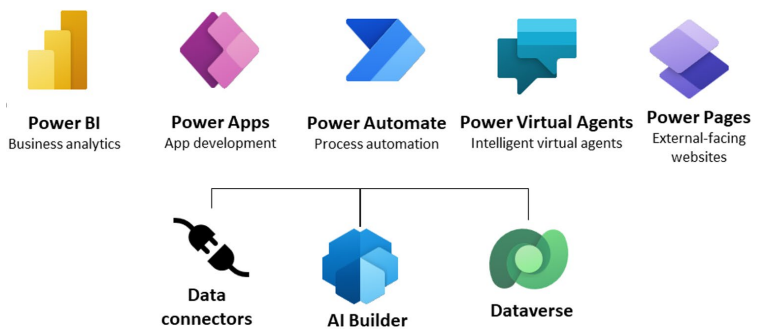 Power BI
Business analytics
Power Apps
App development
Power Automate
Process automation
Power Virtual Agents
Intelligent virtual agents
Power Pages
External-facing
websites
Data
connectors
AI Builder
Dataverse